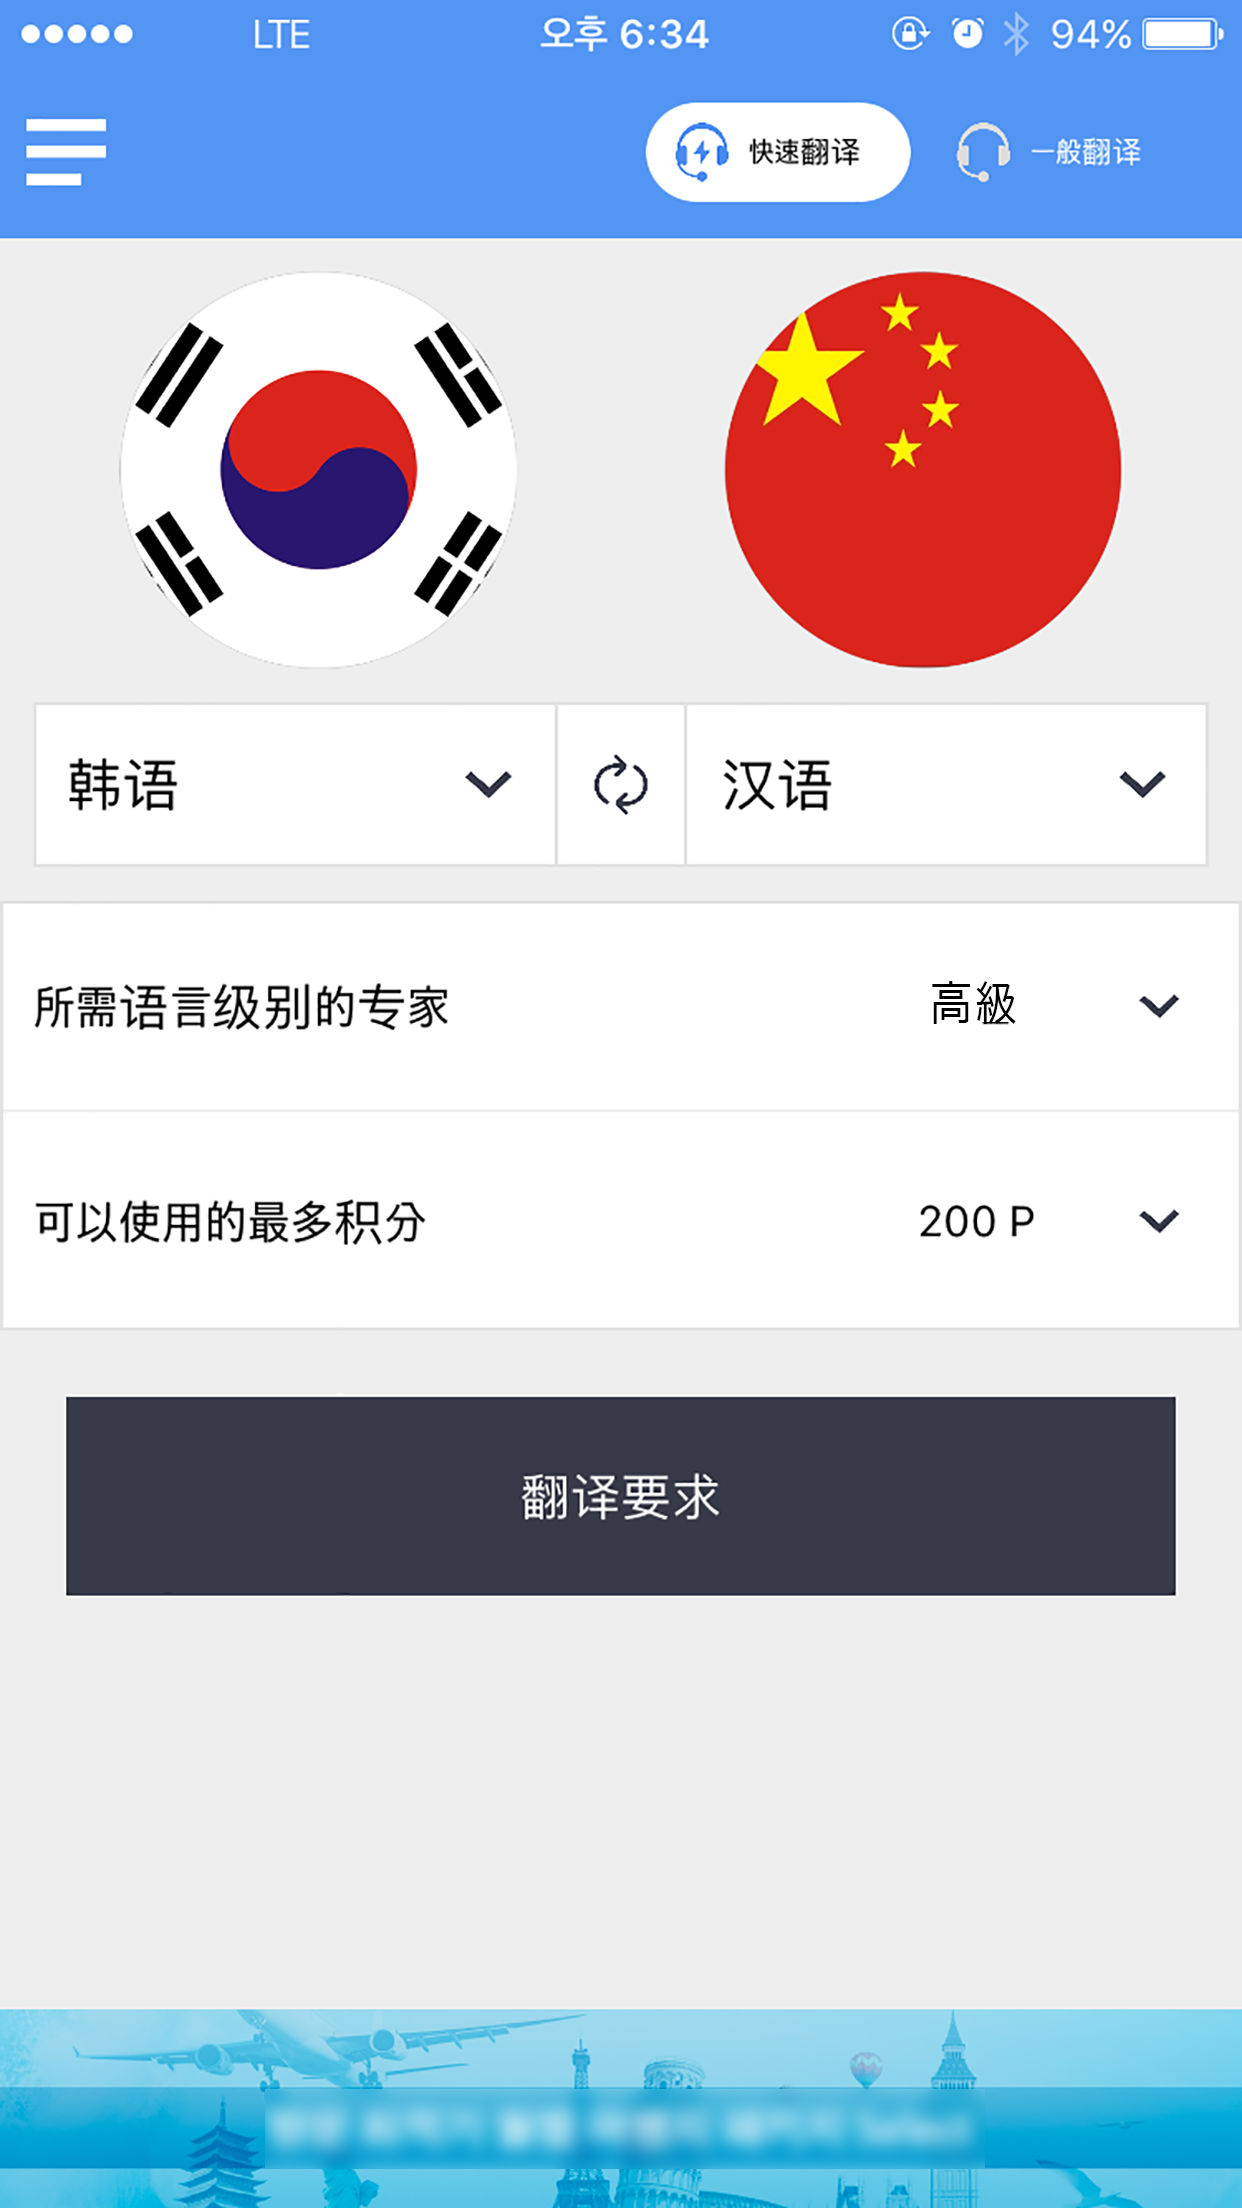 LTE 오후 6:34 94%
快速翻译 一般翻译
韩语 汉语
所需语言级别的专家 高級
可以使用的最多积分 200 P
翻译要求